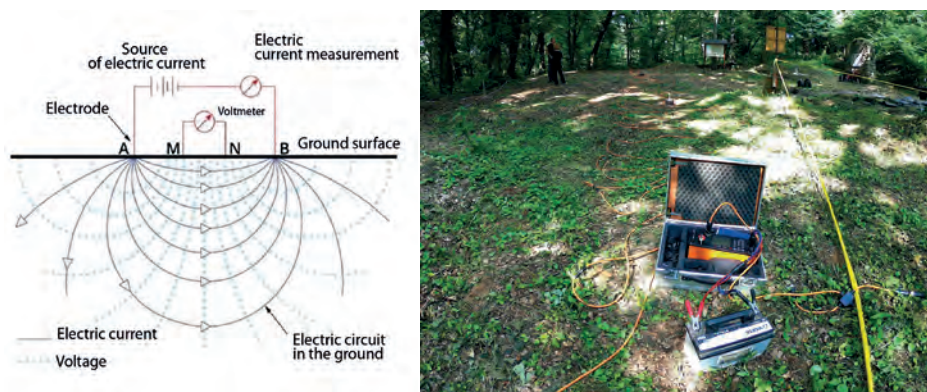 Source
of electric current
Electric
current measurement
Electrode
Voltmeter
A M N B Ground surface
Electric current
Voltage
Electric circuit
in the ground